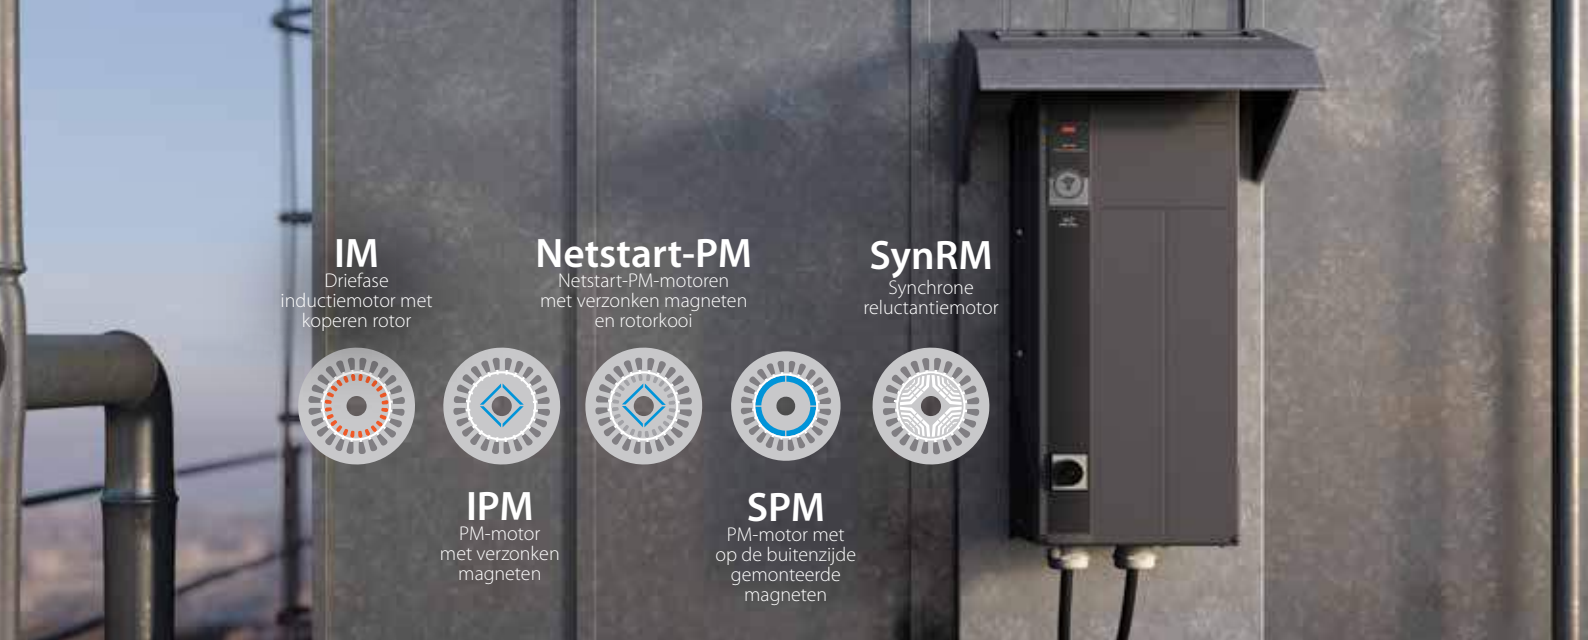 IM
Driefase
inductiemotor met
koperen rotor
Netstart-PM
Netstart-PM-motoren
met verzonken magneten
en rotorkooi
SynRM
Synchrone
reluctantiemotor
IPM
PM-motor
met verzonken
magneten
SPM
PM-motor met
op de buitenzijde
gemonteerde
magneten